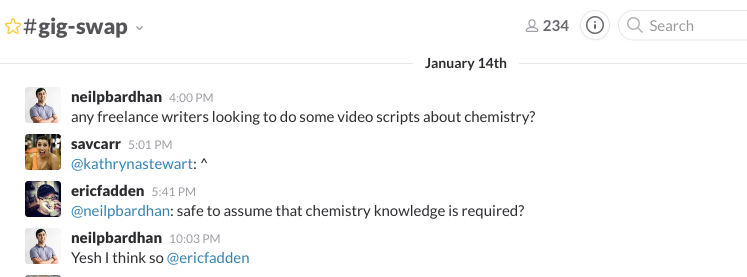 #gig-swap
234
Search
January 14th
neilpbardhan 4:00 PM
any freelance writers looking to do some video scripts about chemistry?
savcarr 5:01 PM
@kathrynastewart: ^
ericfadden 5:41 PM
@neilpbardhan: safe to assume that chemistry knowledge is required?
neilpbardhan 10:03 PM
Yesh I think so @ericfadden